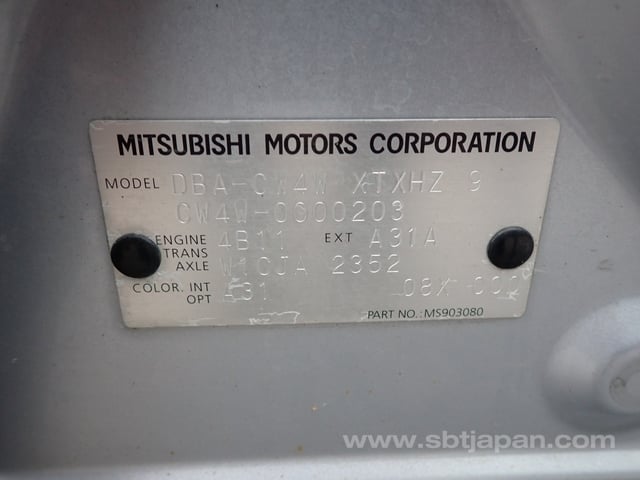 MITSUBISHI MOTORS CORPORATION
MODEL DBA-CW4W XTXHZ 9
CW4W-0600203
ENGINE 4B11 EXT A31A
TRANS
AXLE W1CJA 2352
COLOR. INT A31 08X-000
OPT
PART NO.:MS903080
www.sbtjapan.com